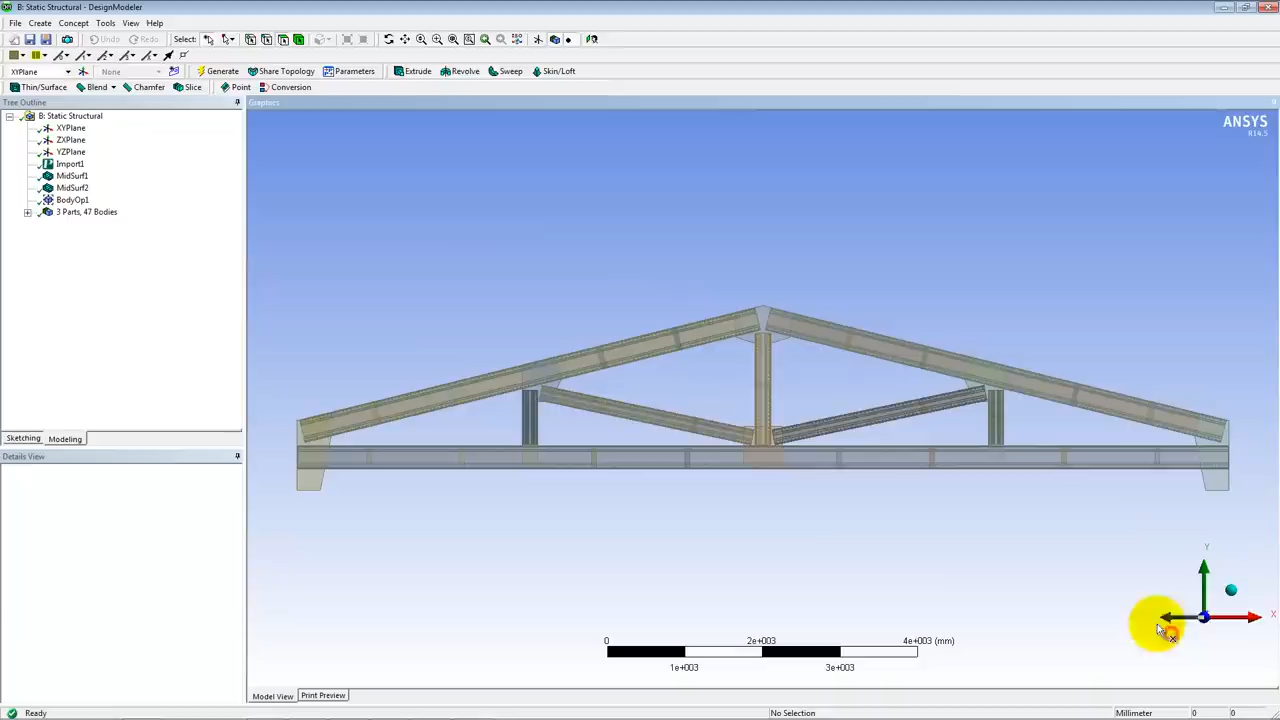 B: Static Structural - DesignModeler
File Create Concept Tools View Help
Undo Redo Select:
XYPlane None Generate Share Topology Parameters Extrude Revolve Sweep Skin/Loft
Thin/Surface Blend Chamfer Slice Point Conversion
Tree Outline
B: Static Structural
XYPlane
ZXPlane
YZPlane
Import1
MidSurf1
MidSurf2
BodyOp1
3 Parts, 47 Bodies
Sketching Modeling
Details View
Graphics
ANSYS
R14.5
Y
X
0 2e+003 4e+003 (mm)
1e+003 3e+003
Model View Print Preview
Ready No Selection Millimeter 0 0